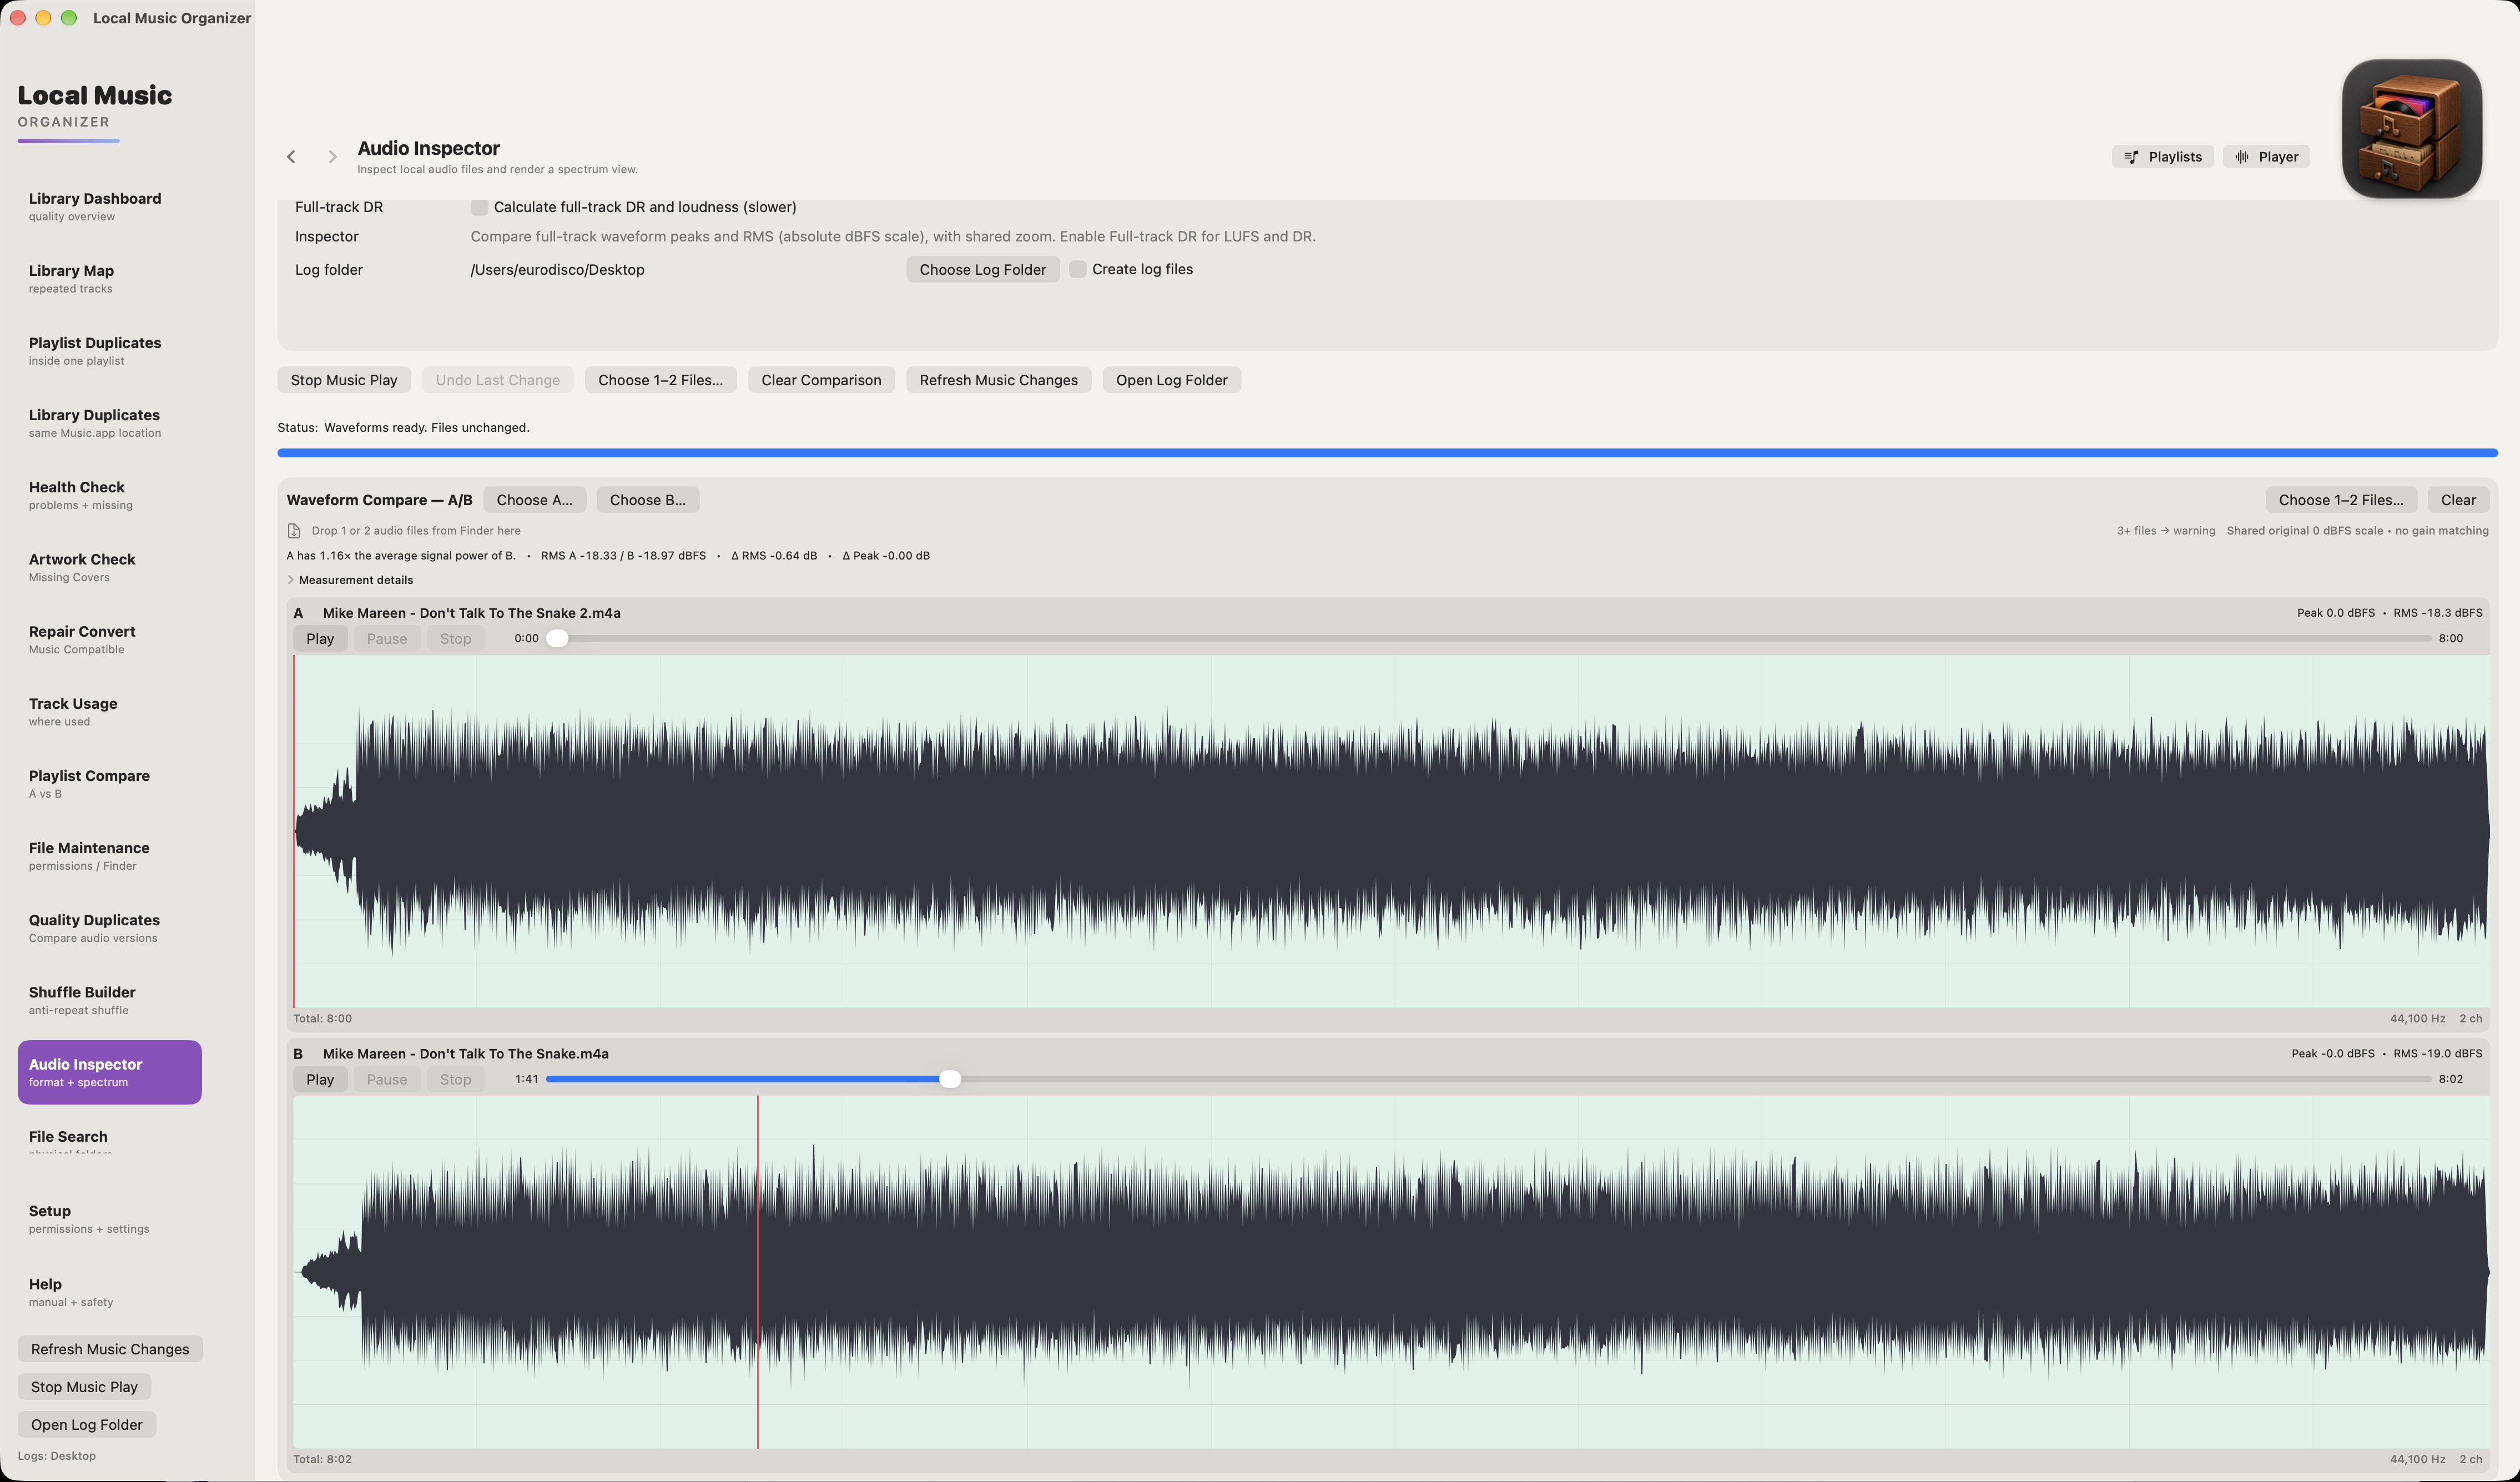 Local Music Organizer
Local Music
ORGANIZER
Library Dashboard
quality overview
Library Map
repeated tracks
Playlist Duplicates
inside one playlist
Library Duplicates
same Music.app location
Health Check
problems + missing
Artwork Check
Missing Covers
Repair Convert
Music Compatible
Track Usage
where used
Playlist Compare
A vs B
File Maintenance
permissions / Finder
Quality Duplicates
Compare audio versions
Shuffle Builder
anti-repeat shuffle
Audio Inspector
format + spectrum
File Search
Setup
permissions + settings
Help
manual + safety
Refresh Music Changes
Stop Music Play
Open Log Folder
Logs: Desktop
Audio Inspector
Inspect local audio files and render a spectrum view.
Playlists Player
Full-track DR Calculate full-track DR and loudness (slower)
Inspector Compare full-track waveform peaks and RMS (absolute dBFS scale), with shared zoom. Enable Full-track DR for LUFS and DR.
Log folder /Users/eurodisco/Desktop Choose Log Folder Create log files
Stop Music Play Undo Last Change Choose 1–2 Files... Clear Comparison Refresh Music Changes Open Log Folder
Status: Waveforms ready. Files unchanged.
Waveform Compare — A/B Choose A... Choose B... Choose 1–2 Files... Clear
Drop 1 or 2 audio files from Finder here 3+ files → warning Shared original 0 dBFS scale • no gain matching
A has 1.16× the average signal power of B. • RMS A -18.33 / B -18.97 dBFS • Δ RMS -0.64 dB • Δ Peak -0.00 dB
Measurement details
A Mike Mareen - Don't Talk To The Snake 2.m4a Peak 0.0 dBFS • RMS -18.3 dBFS
Play Pause Stop 0:00 8:00
Total: 8:00 44,100 Hz 2 ch
B Mike Mareen - Don't Talk To The Snake.m4a Peak -0.0 dBFS • RMS -19.0 dBFS
Play Pause Stop 1:41 8:02
Total: 8:02 44,100 Hz 2 ch